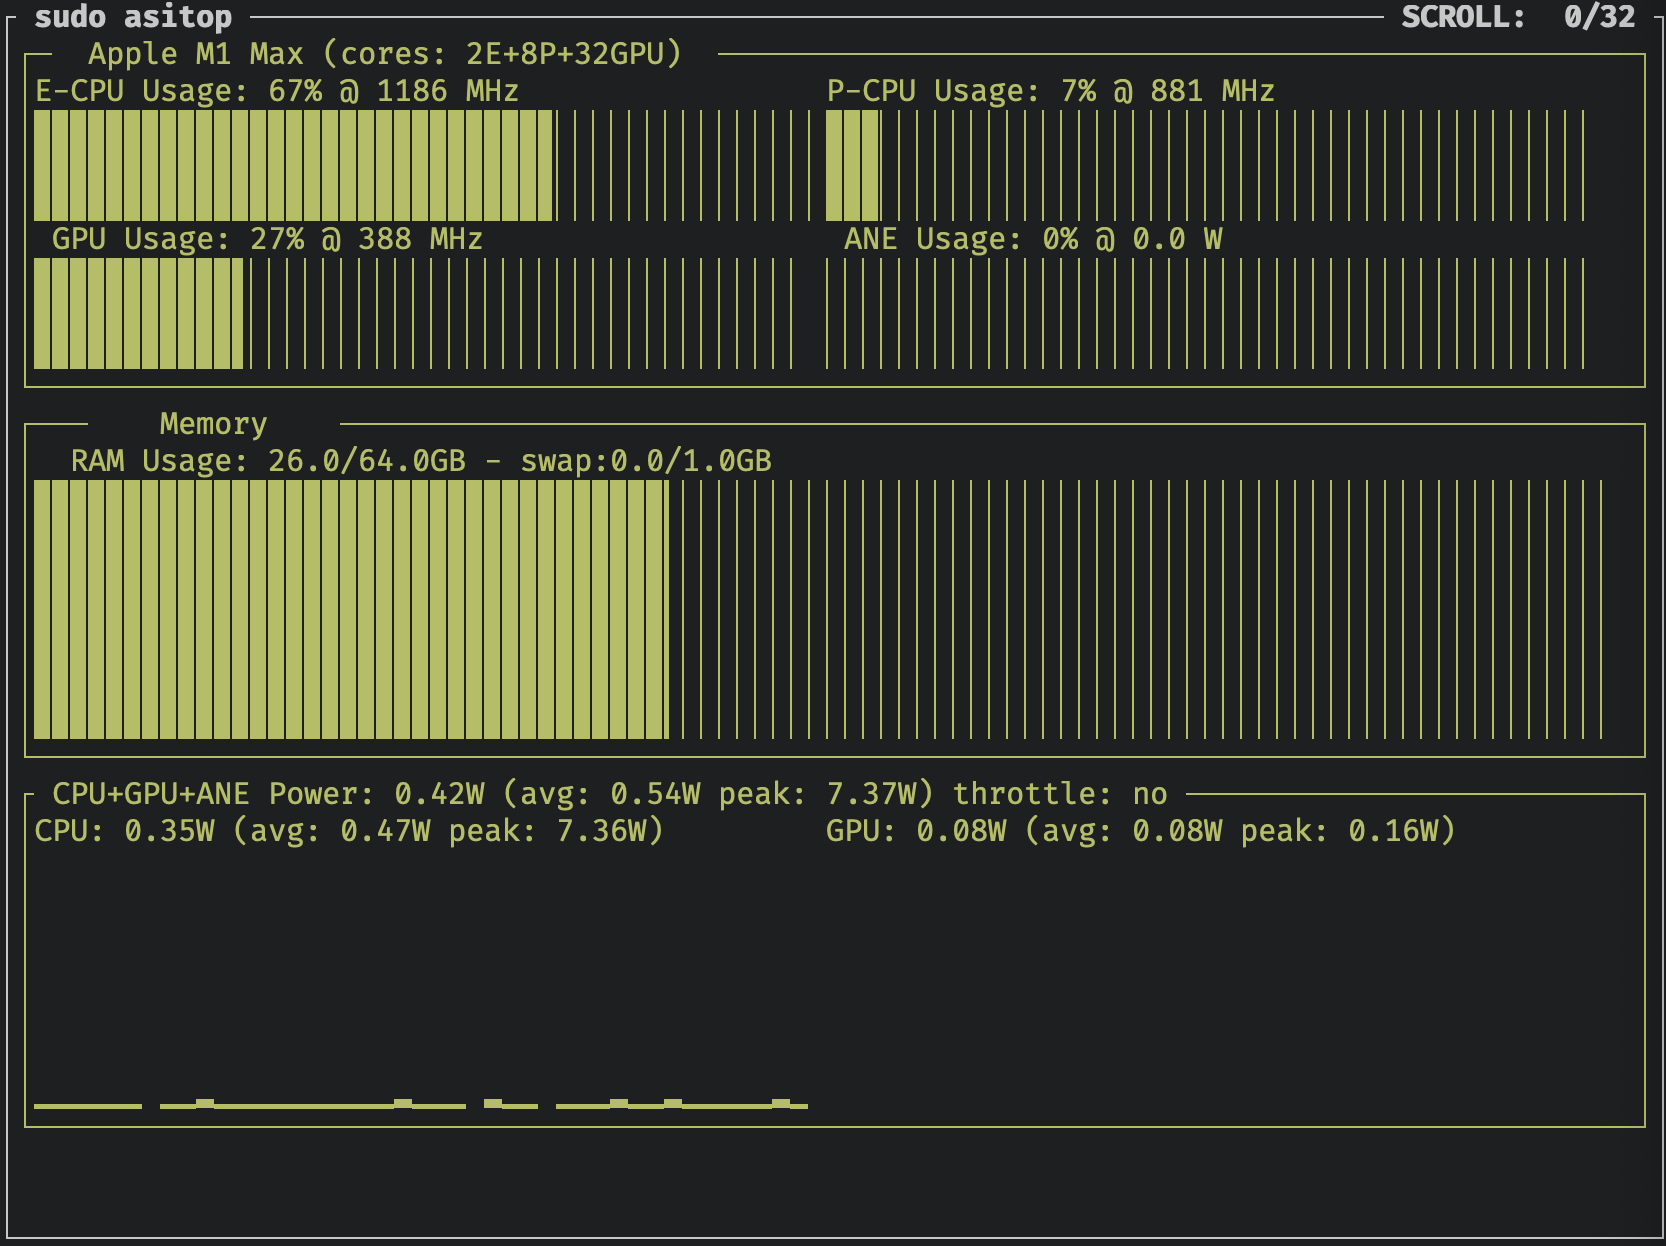 sudo asitop SCROLL: 0/32
Apple M1 Max (cores: 2E+8P+32GPU)
E-CPU Usage: 67% @ 1186 MHz
P-CPU Usage: 7% @ 881 MHz
GPU Usage: 27% @ 388 MHz
ANE Usage: 0% @ 0.0 W
Memory
RAM Usage: 26.0/64.0GB - swap:0.0/1.0GB
CPU+GPU+ANE Power: 0.42W (avg: 0.54W peak: 7.37W) throttle: no
CPU: 0.35W (avg: 0.47W peak: 7.36W)
GPU: 0.08W (avg: 0.08W peak: 0.16W)